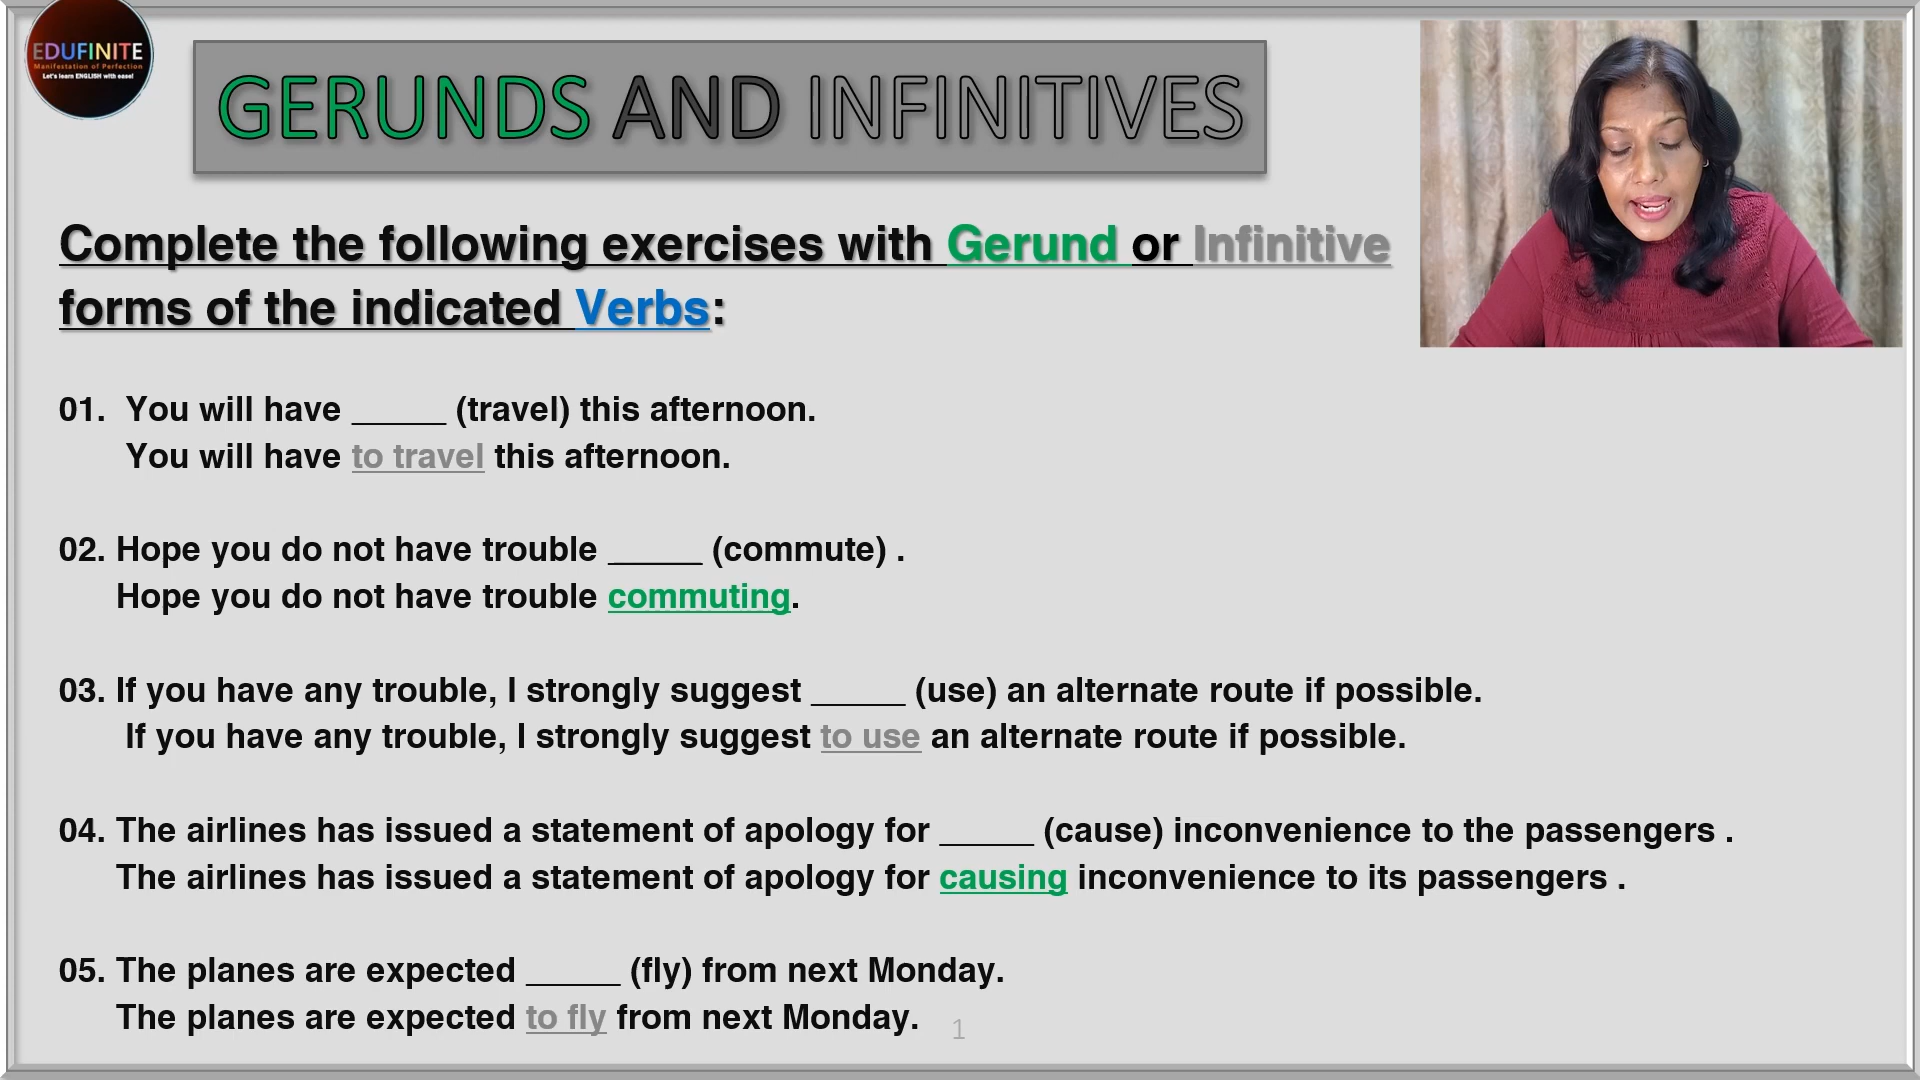 EDUFINITE
Manifestation of Perfection
Let's learn ENGLISH with ease!
GERUNDS AND INFINITIVES
Complete the following exercises with Gerund or Infinitive
forms of the indicated Verbs:
01. You will have _____ (travel) this afternoon.
You will have to travel this afternoon.
02. Hope you do not have trouble _____ (commute) .
Hope you do not have trouble commuting.
03. If you have any trouble, I strongly suggest _____ (use) an alternate route if possible.
If you have any trouble, I strongly suggest to use an alternate route if possible.
04. The airlines has issued a statement of apology for _____ (cause) inconvenience to the passengers .
The airlines has issued a statement of apology for causing inconvenience to its passengers .
05. The planes are expected _____ (fly) from next Monday.
The planes are expected to fly from next Monday.
1